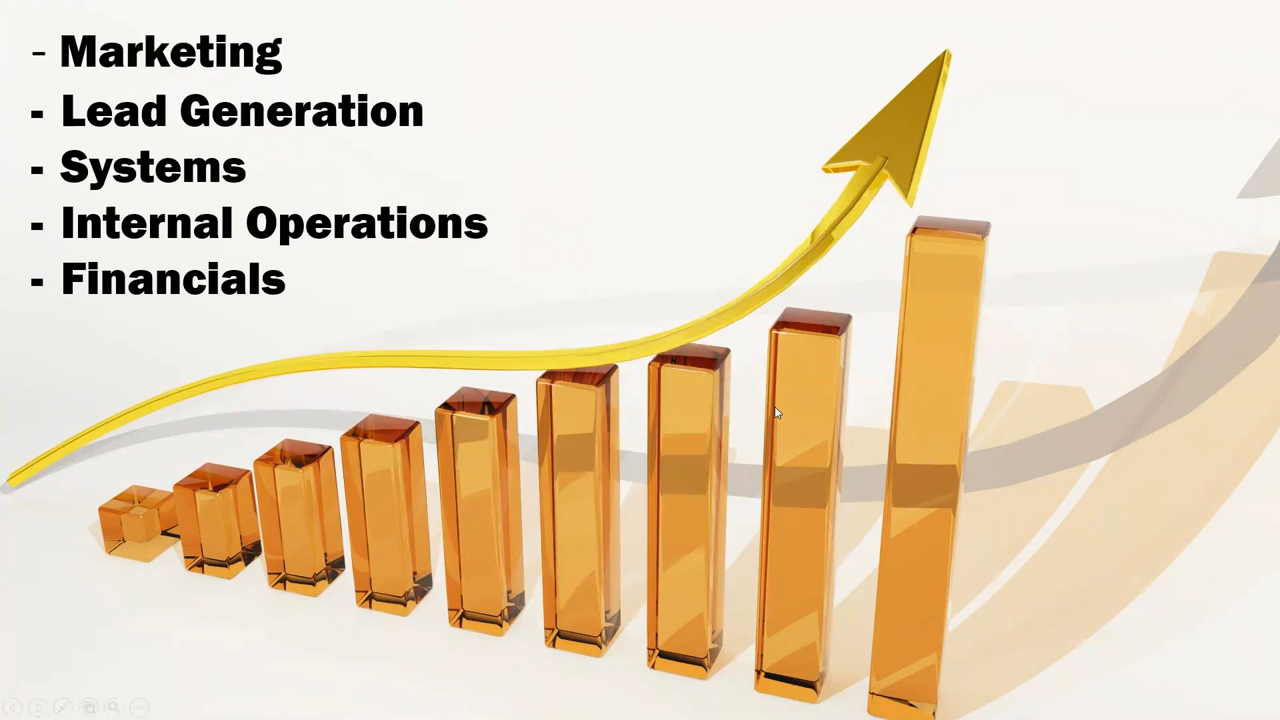 - Marketing
- Lead Generation
- Systems
- Internal Operations
- Financials